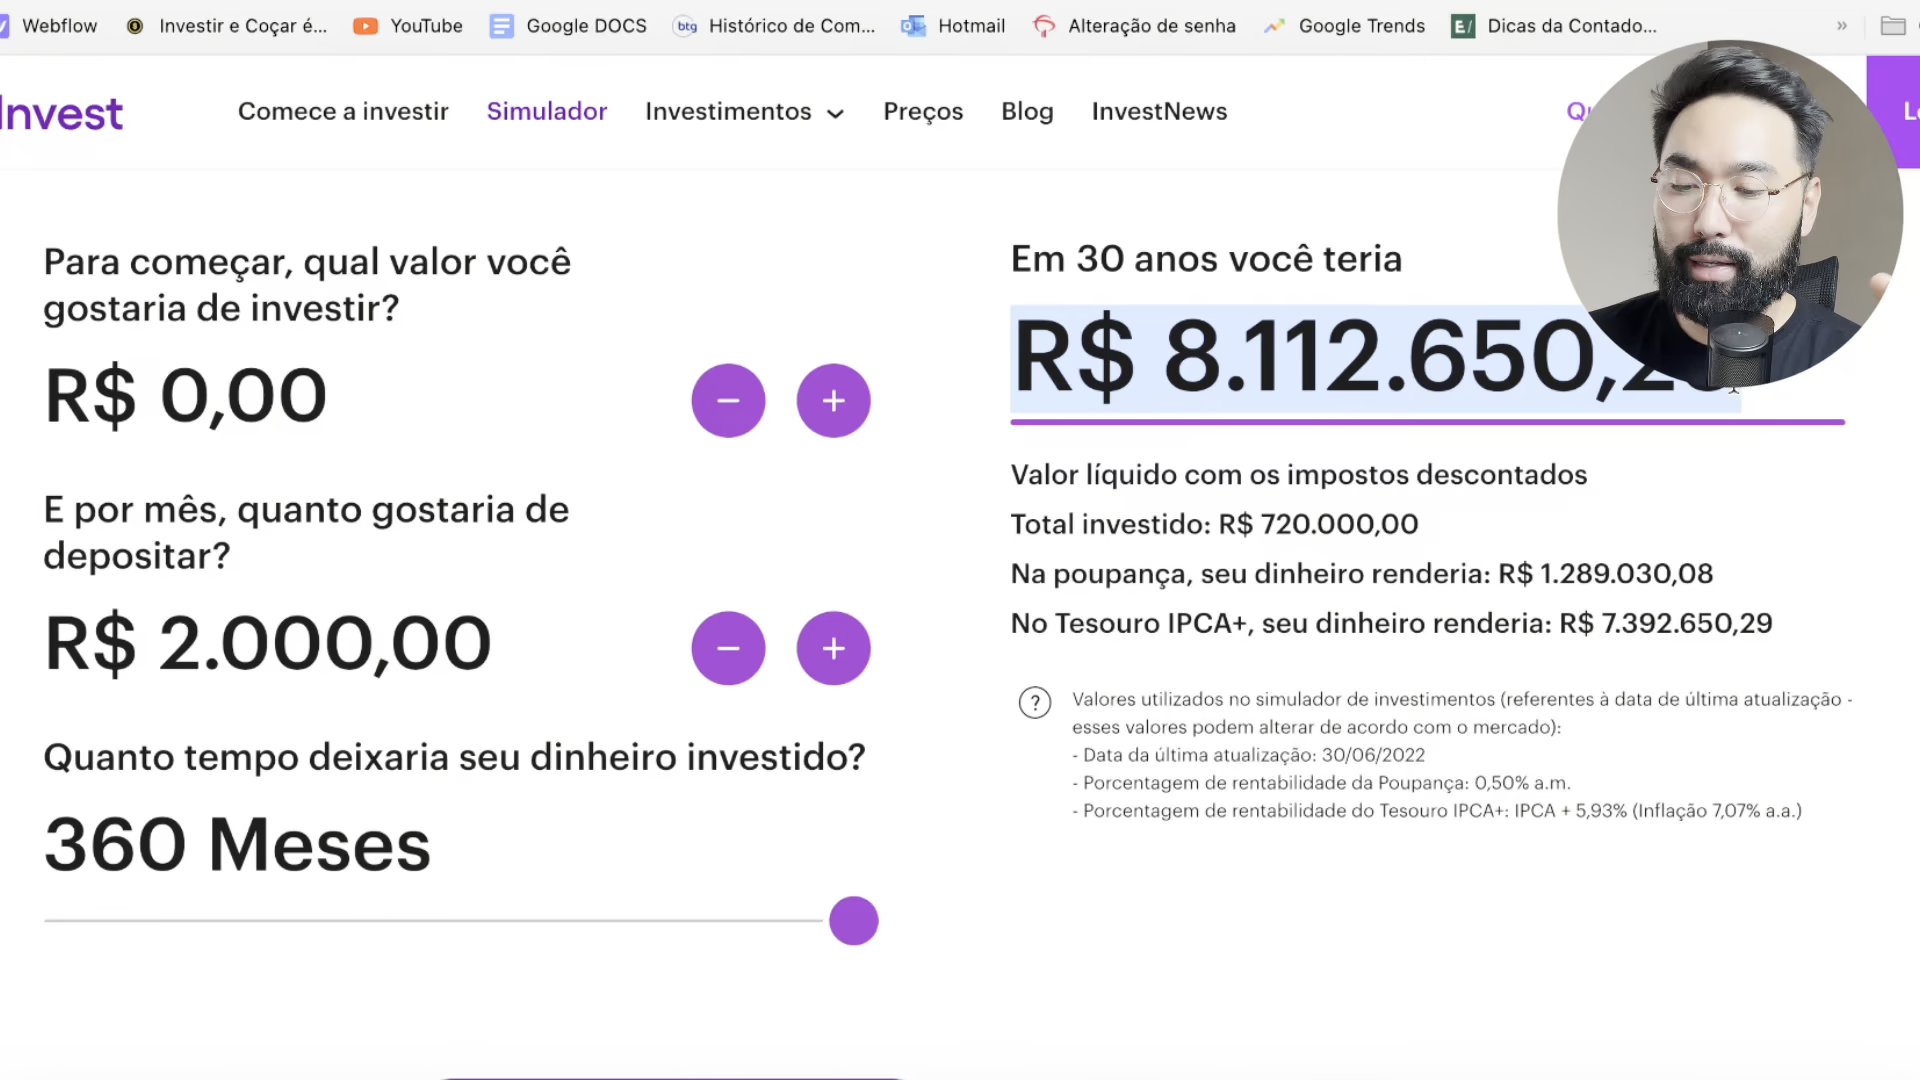 Webflow
Investir e Coçar é...
YouTube
Google DOCS
btg
Histórico de Com...
Hotmail
Alteração de senha
Google Trends
E/
Dicas da Contado...
»
Invest
Comece a investir
Simulador
Investimentos
Preços
Blog
InvestNews
Para começar, qual valor você
gostaria de investir?
R$ 0,00
− +
E por mês, quanto gostaria de
depositar?
R$ 2.000,00
− +
Quanto tempo deixaria seu dinheiro investido?
360 Meses
Em 30 anos você teria
R$ 8.112.650,2
Valor líquido com os impostos descontados
Total investido: R$ 720.000,00
Na poupança, seu dinheiro renderia: R$ 1.289.030,08
No Tesouro IPCA+, seu dinheiro renderia: R$ 7.392.650,29
?
Valores utilizados no simulador de investimentos (referentes à data de última atualização -
esses valores podem alterar de acordo com o mercado):
- Data da última atualização: 30/06/2022
- Porcentagem de rentabilidade da Poupança: 0,50% a.m.
- Porcentagem de rentabilidade do Tesouro IPCA+: IPCA + 5,93% (Inflação 7,07% a.a.)